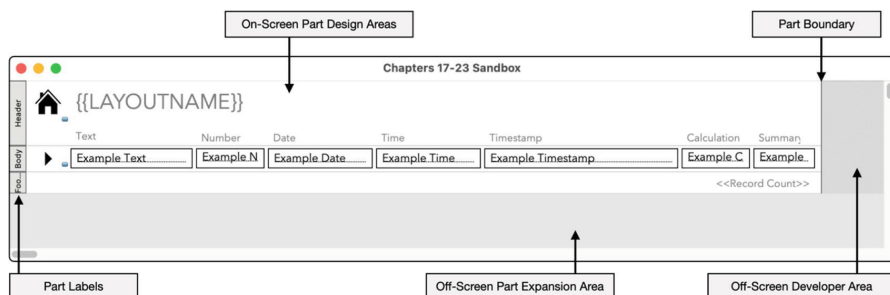 On-Screen Part Design Areas
Part Boundary
Chapters 17-23 Sandbox
Header
{{LAYOUTNAME}}
Text Number Date Time Timestamp Calculation Summary
Body
Example Text Example N Example Date Example Time Example Timestamp Example C Example
Foo...
<<Record Count>>
Part Labels
Off-Screen Part Expansion Area
Off-Screen Developer Area